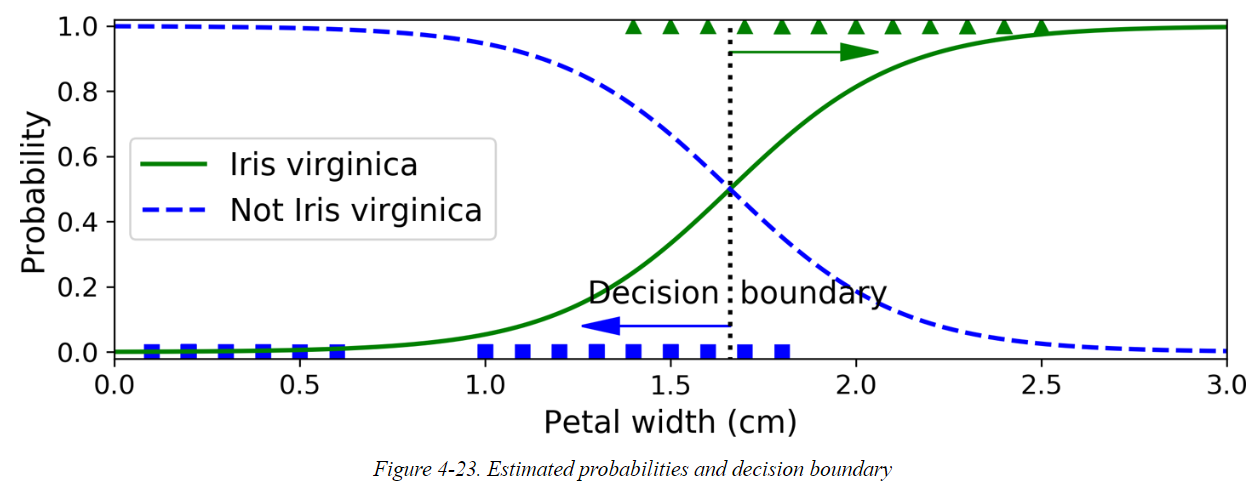 1.0
0.8
0.6
0.4
0.2
0.0
Probability
Iris virginica
Not Iris virginica
Decision boundary
0.0 0.5 1.0 1.5 2.0 2.5 3.0
Petal width (cm)
Figure 4-23. Estimated probabilities and decision boundary